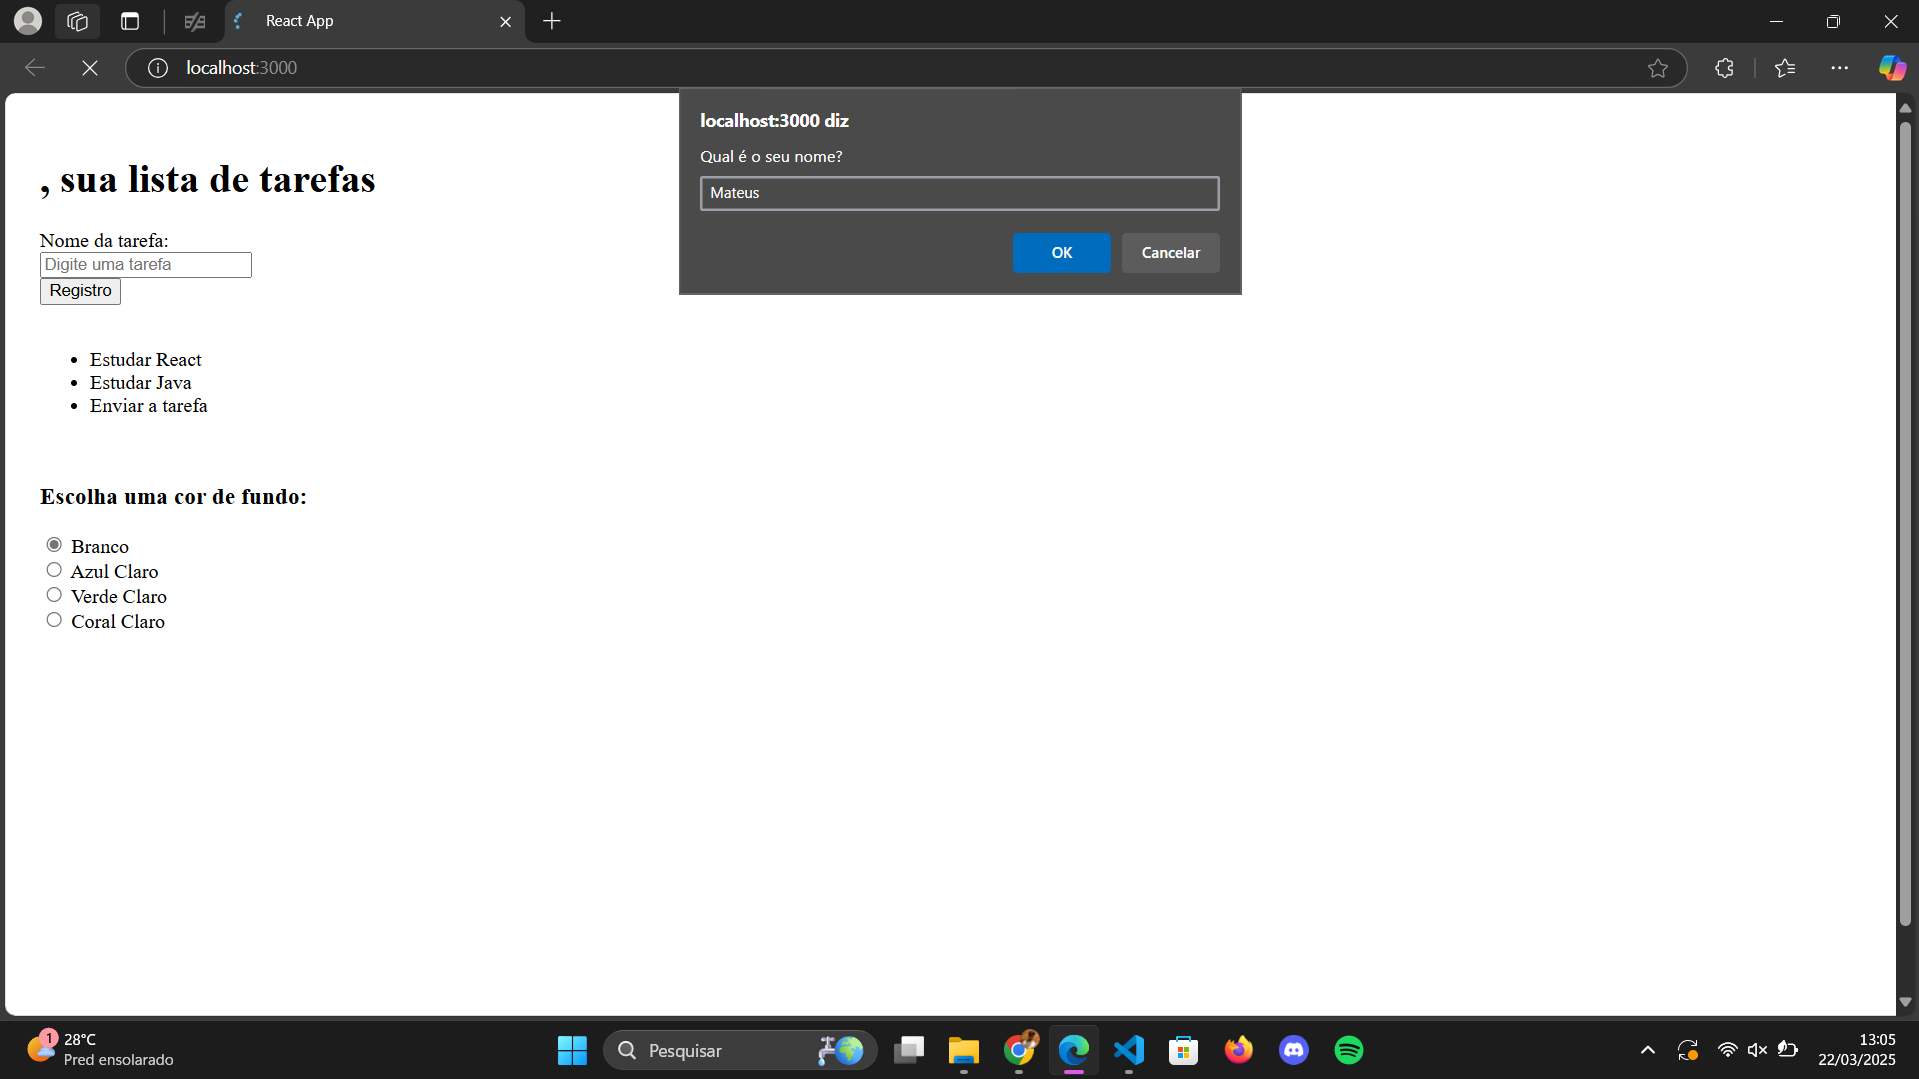 React App
localhost:3000
localhost:3000 diz
Qual é o seu nome?
Mateus
OK
Cancelar
, sua lista de tarefas
Nome da tarefa:
Digite uma tarefa
Registro
Estudar React
Estudar Java
Enviar a tarefa
Escolha uma cor de fundo:
Branco
Azul Claro
Verde Claro
Coral Claro
1
28°C
Pred ensolarado
Pesquisar
13:05
22/03/2025